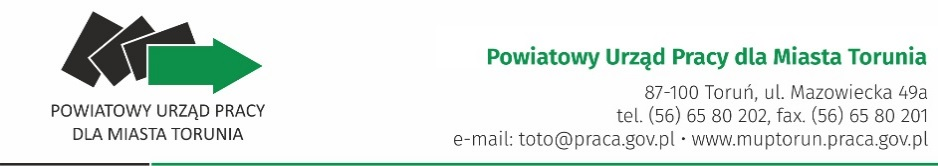 POWIATOWY URZĄD PRACY
DLA MIASTA TORUNIA
Powiatowy Urząd Pracy dla Miasta Torunia
87-100 Toruń, ul. Mazowiecka 49a
tel. (56) 65 80 202, fax. (56) 65 80 201
e-mail: toto@praca.gov.pl • www.muptorun.praca.gov.pl